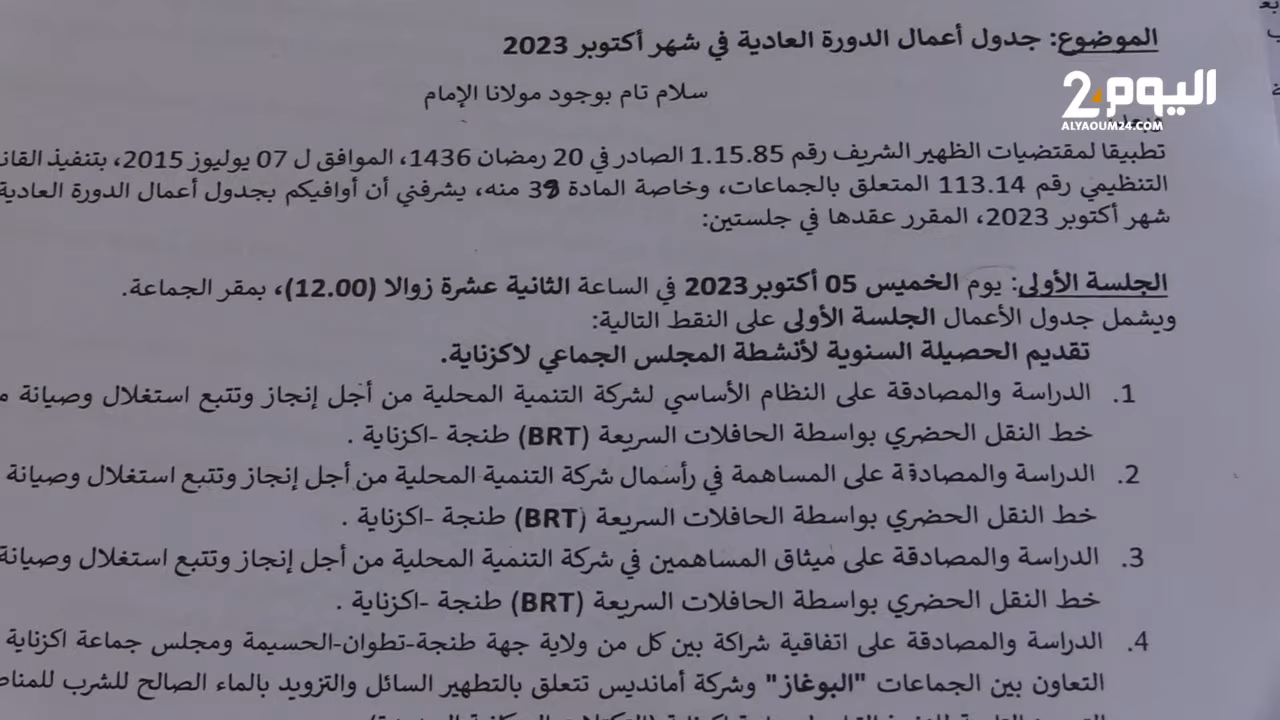 الموضوع: جدول أعمال الدورة العادية في شهر أكتوبر 2023
اليوم24
ALYAOUM24.COM
سلام تام بوجود مولانا الإمام
تطبيقا لمقتضيات الظهير الشريف رقم 1.15.85 الصادر في 20 رمضان 1436، الموافق ل 07 يوليوز 2015، بتنفيذ
التنظيمي رقم 113.14 المتعلق بالجماعات، وخاصة المادة 39 منه، يشرفني أن أوافيكم بجدول أعمال الدورة العادية
شهر أكتوبر 2023، المقرر عقدها في جلستين:
الجلسة الأولى: يوم الخميس 05 أكتوبر2023 في الساعة الثانية عشرة زوالا (12.00)، بمقر الجماعة.
ويشمل جدول الأعمال الجلسة الأولى على النقط التالية:
تقديم الحصيلة السنوية لأنشطة المجلس الجماعي لاكزناية.
1. الدراسة والمصادقة على النظام الأساسي لشركة التنمية المحلية من أجل إنجاز وتتبع استغلال وصيانة
خط النقل الحضري بواسطة الحافلات السريعة (BRT) طنجة -اكزناية .
2. الدراسة والمصادقة على المساهمة في رأسمال شركة التنمية المحلية من أجل إنجاز وتتبع استغلال وصيانة
خط النقل الحضري بواسطة الحافلات السريعة (BRT) طنجة -اكزناية .
3. الدراسة والمصادقة على ميثاق المساهمين في شركة التنمية المحلية من أجل إنجاز وتتبع استغلال وصيانة
خط النقل الحضري بواسطة الحافلات السريعة (BRT) طنجة -اكزناية .
4. الدراسة والمصادقة على اتفاقية شراكة بين كل من ولاية جهة طنجة-تطوان-الحسيمة ومجلس جماعة اكزناية
التعاون بين الجماعات "البوغاز" وشركة أمانديس تتعلق بالتطهير السائل والتزويد بالماء الصالح للشرب